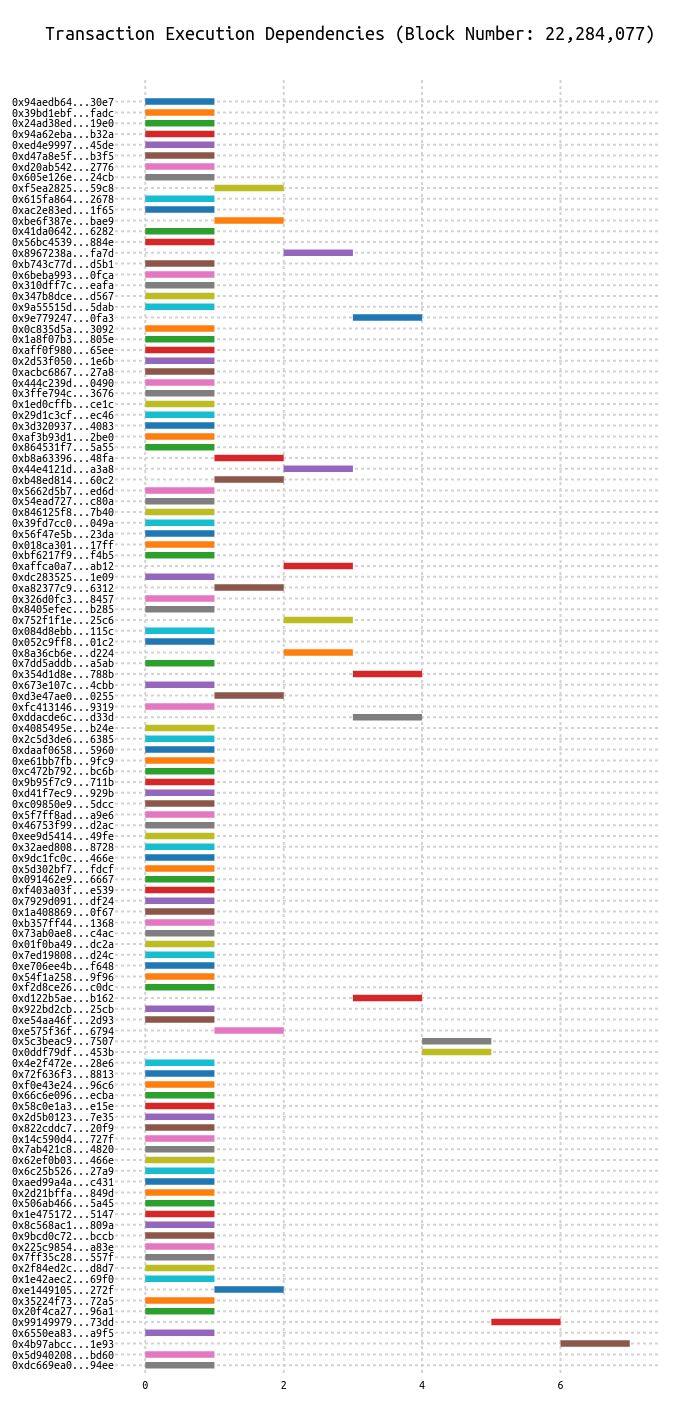 Transaction Execution Dependencies (Block Number: 22,284,077)
0x94aedb64...30e7
0x39bd1ebf...fadc
0x24ad38ed...19e0
0x94a62eba...b32a
0xed4e9997...45de
0xd47a8e5f...b3f5
0xd20ab542...2776
0x605e126e...24cb
0xf5ea2825...59c8
0x615fa864...2678
0xac2e83ed...1f65
0xbe6f387e...bae9
0x41da0642...6282
0x56bc4539...884e
0x8967238a...fa7d
0xb743c77d...d5b1
0x6beba993...0fca
0x310dff7c...eafa
0x347b8dce...d567
0x9a55515d...5dab
0x9e779247...0fa3
0x0c835d5a...3092
0x1a8f07b3...805e
0xaff0f980...65ee
0x2d53f050...1e6b
0xacbc6867...27a8
0x444c239d...0490
0x3ffe794c...3676
0x1ed0cffb...ce1c
0x29d1c3cf...ec46
0x3d320937...4083
0xaf3b93d1...2be0
0x864531f7...5a55
0xb8a63396...48fa
0x44e4121d...a3a8
0xb48ed814...60c2
0x5662d5b7...ed6d
0x54ead727...c80a
0x846125f8...7b40
0x39fd7cc0...049a
0x56f47e5b...23da
0x018ca301...17ff
0xbf6217f9...f4b5
0xaffca0a7...ab12
0xdc283525...1e09
0xa82377c9...6312
0x326d0fc3...8457
0x8405efec...b285
0x752f1f1e...25c6
0x084d8ebb...115c
0x052c9ff8...01c2
0x8a36cb6e...d224
0x7dd5addb...a5ab
0x354d1d8e...788b
0x673e107c...4cbb
0xd3e47ae0...0255
0xfc413146...9319
0xddacde6c...d33d
0x4085495e...b24e
0x2c5d3de6...6385
0xdaaf0658...5960
0xe61bb7fb...9fc9
0xc472b792...bc6b
0x9b95f7c9...711b
0xd41f7ec9...929b
0xc09850e9...5dcc
0x5f7ff8ad...a9e6
0x46753f99...d2ac
0xee9d5414...49fe
0x32aed808...8728
0x9dc1fc0c...466e
0x5d302bf7...fdcf
0x091462e9...6667
0xf403a03f...e539
0x7929d091...df24
0x1a408869...0f67
0xb357ff44...1368
0x73ab0ae8...c4ac
0x01f0ba49...dc2a
0x7ed19808...d24c
0xe706ee4b...f648
0x54f1a258...9f96
0xf2d8ce26...c0dc
0xd122b5ae...b162
0x922bd2cb...25cb
0xe54aa46f...2d93
0xe575f36f...6794
0x5c3beac9...7507
0x0ddf79df...453b
0x4e2f472e...28e6
0x72f636f3...8813
0xf0e43e24...96c6
0x66c6e096...ecba
0x58c0e1a3...e15e
0x2d5b0123...7e35
0x822cddc7...20f9
0x14c590d4...727f
0x7ab421c8...4820
0x62ef0b03...466e
0x6c25b526...27a9
0xaed99a4a...c431
0x2d21bffa...849d
0x506ab466...5a45
0x1e475172...5147
0x8c568ac1...809a
0x9bcd0c72...bccb
0x225c9854...a83e
0x7ff35c28...557f
0x2f84ed2c...d8d7
0x1e42aec2...69f0
0xe1449105...272f
0x35224f73...72a5
0x20f4ca27...96a1
0x99149979...73dd
0x6550ea83...a9f5
0x4b97abcc...1e93
0x5d940208...bd60
0xdc669ea0...94ee
0 2 4 6